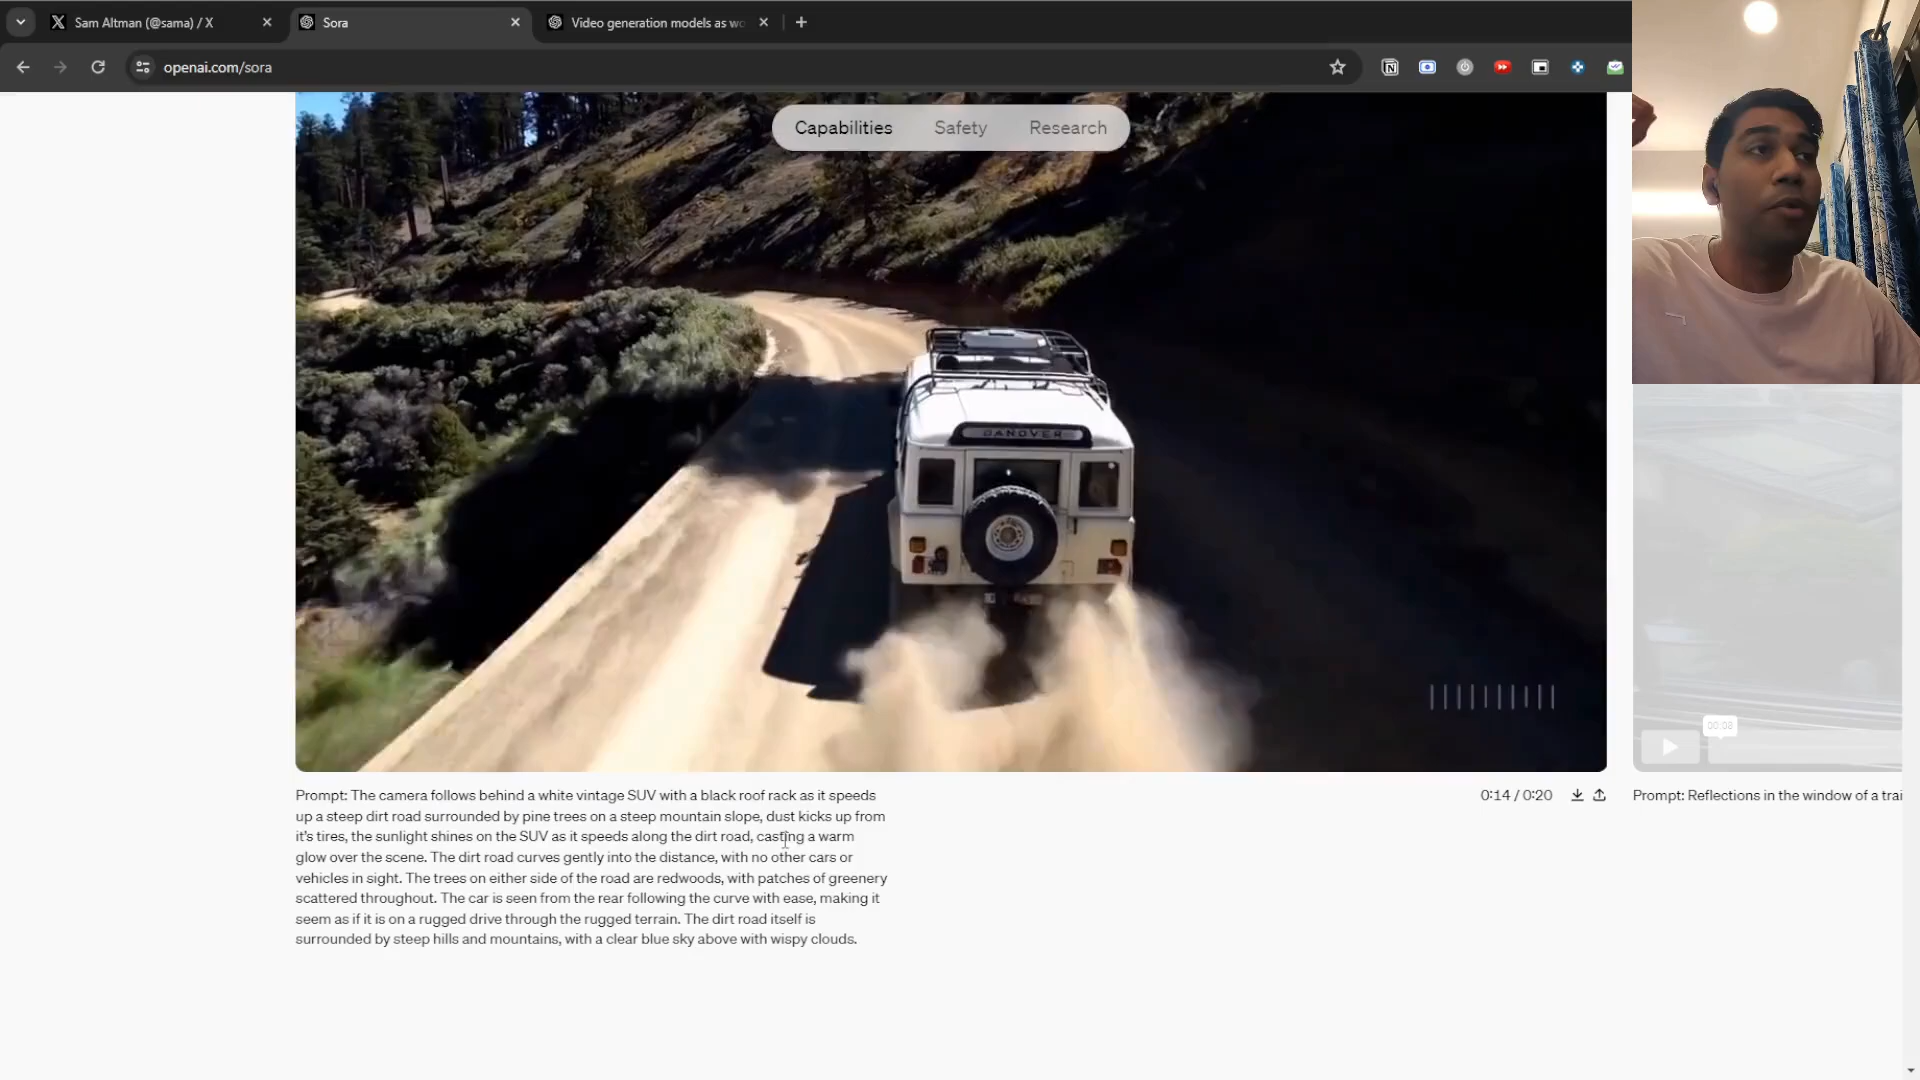 Sam Altman (@sama) / X
Sora
Video generation models as wo
openai.com/sora
Capabilities
Safety
Research
DANOVER
00:08
Prompt: The camera follows behind a white vintage SUV with a black roof rack as it speeds
up a steep dirt road surrounded by pine trees on a steep mountain slope, dust kicks up from
it's tires, the sunlight shines on the SUV as it speeds along the dirt road, casting a warm
glow over the scene. The dirt road curves gently into the distance, with no other cars or
vehicles in sight. The trees on either side of the road are redwoods, with patches of greenery
scattered throughout. The car is seen from the rear following the curve with ease, making it
seem as if it is on a rugged drive through the rugged terrain. The dirt road itself is
surrounded by steep hills and mountains, with a clear blue sky above with wispy clouds.
0:14 / 0:20
Prompt: Reflections in the window of a trai